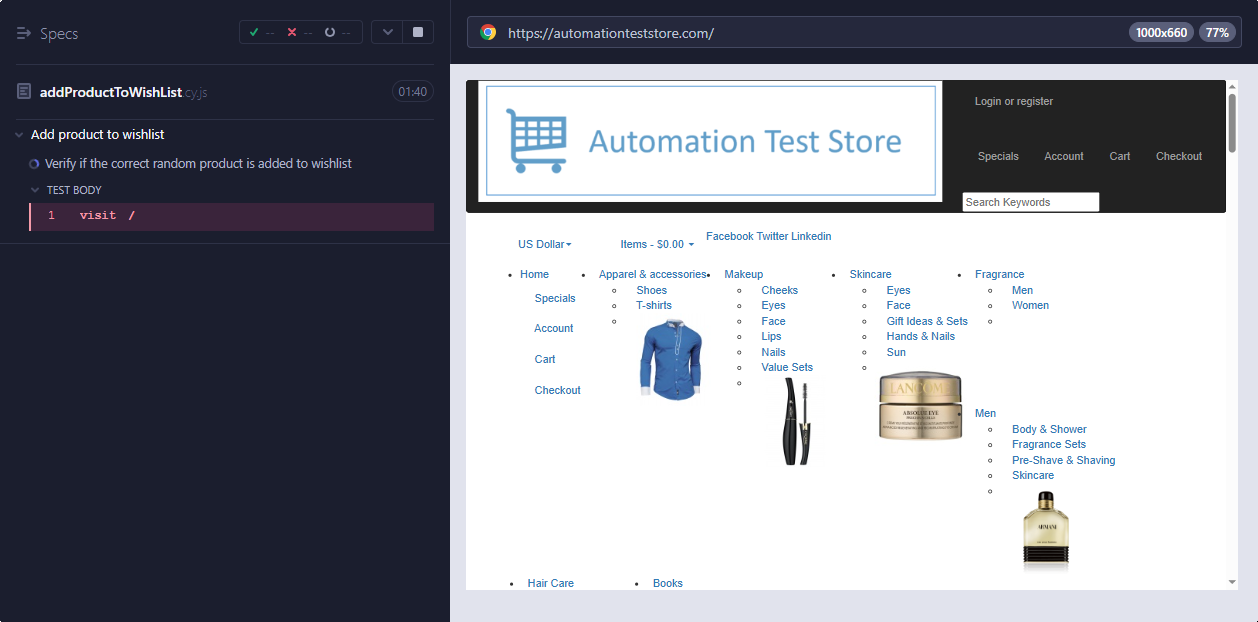 Specs
-- -- --
https://automationteststore.com/
1000x660
77%
addProductToWishList.cy.js
01:40
Add product to wishlist
Verify if the correct random product is added to wishlist
TEST BODY
1 visit /
Automation Test Store
Login or register
Specials Account Cart Checkout
Search Keywords
US Dollar
Items - $0.00
Facebook Twitter Linkedin
Home
Specials
Account
Cart
Checkout
Apparel & accessories
Shoes
T-shirts
Makeup
Cheeks
Eyes
Face
Lips
Nails
Value Sets
Skincare
Eyes
Face
Gift Ideas & Sets
Hands & Nails
Sun
LANCOME
ABSOLUE EYE
Fragrance
Men
Women
Men
Body & Shower
Fragrance Sets
Pre-Shave & Shaving
Skincare
ARMANI
Hair Care
Books